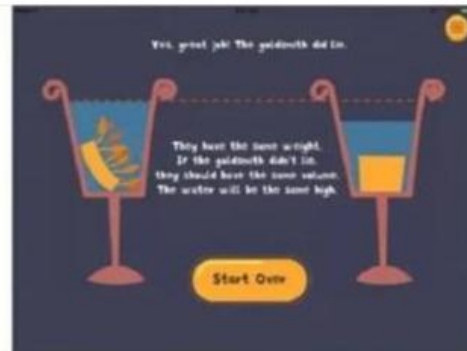 Yes, great job! The goldsmith did lie.
They have the same weight.
If the goldsmith didn't lie,
they should have the same volume.
The water will be the same high.
Start Over